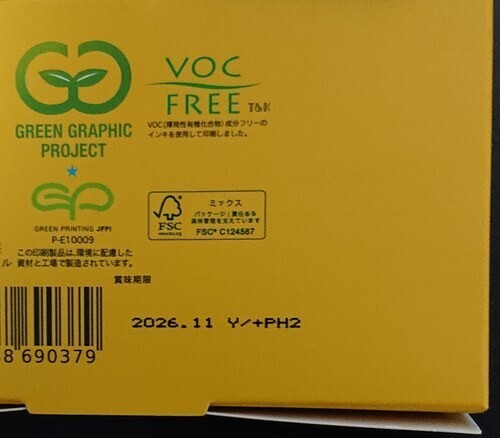 GREEN GRAPHIC
PROJECT
VOC
FREE T&K
VOC(揮発性有機化合物)成分フリーの
インキを使用して印刷しました。
GREEN PRINTING JFPI
P-E10009
この印刷製品は、環境に配慮した
ル 資材と工場で製造されています。
FSC
www.fsc.org
ミックス
パッケージ|責任ある
森林管理を支えています
FSC® C124567
賞味期限
2026.11 Y/+PH2
8 690379